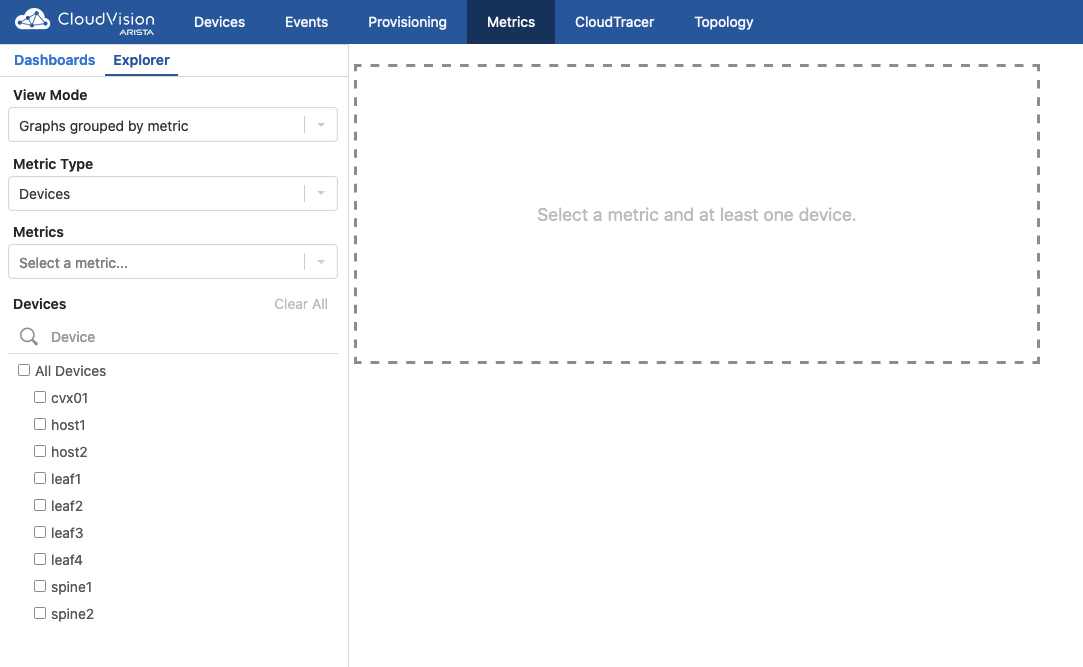 CloudVision
ARISTA
Devices Events Provisioning Metrics CloudTracer Topology
Dashboards Explorer
View Mode
Graphs grouped by metric
Metric Type
Devices
Metrics
Select a metric...
Devices Clear All
Device
All Devices
cvx01
host1
host2
leaf1
leaf2
leaf3
leaf4
spine1
spine2
Select a metric and at least one device.